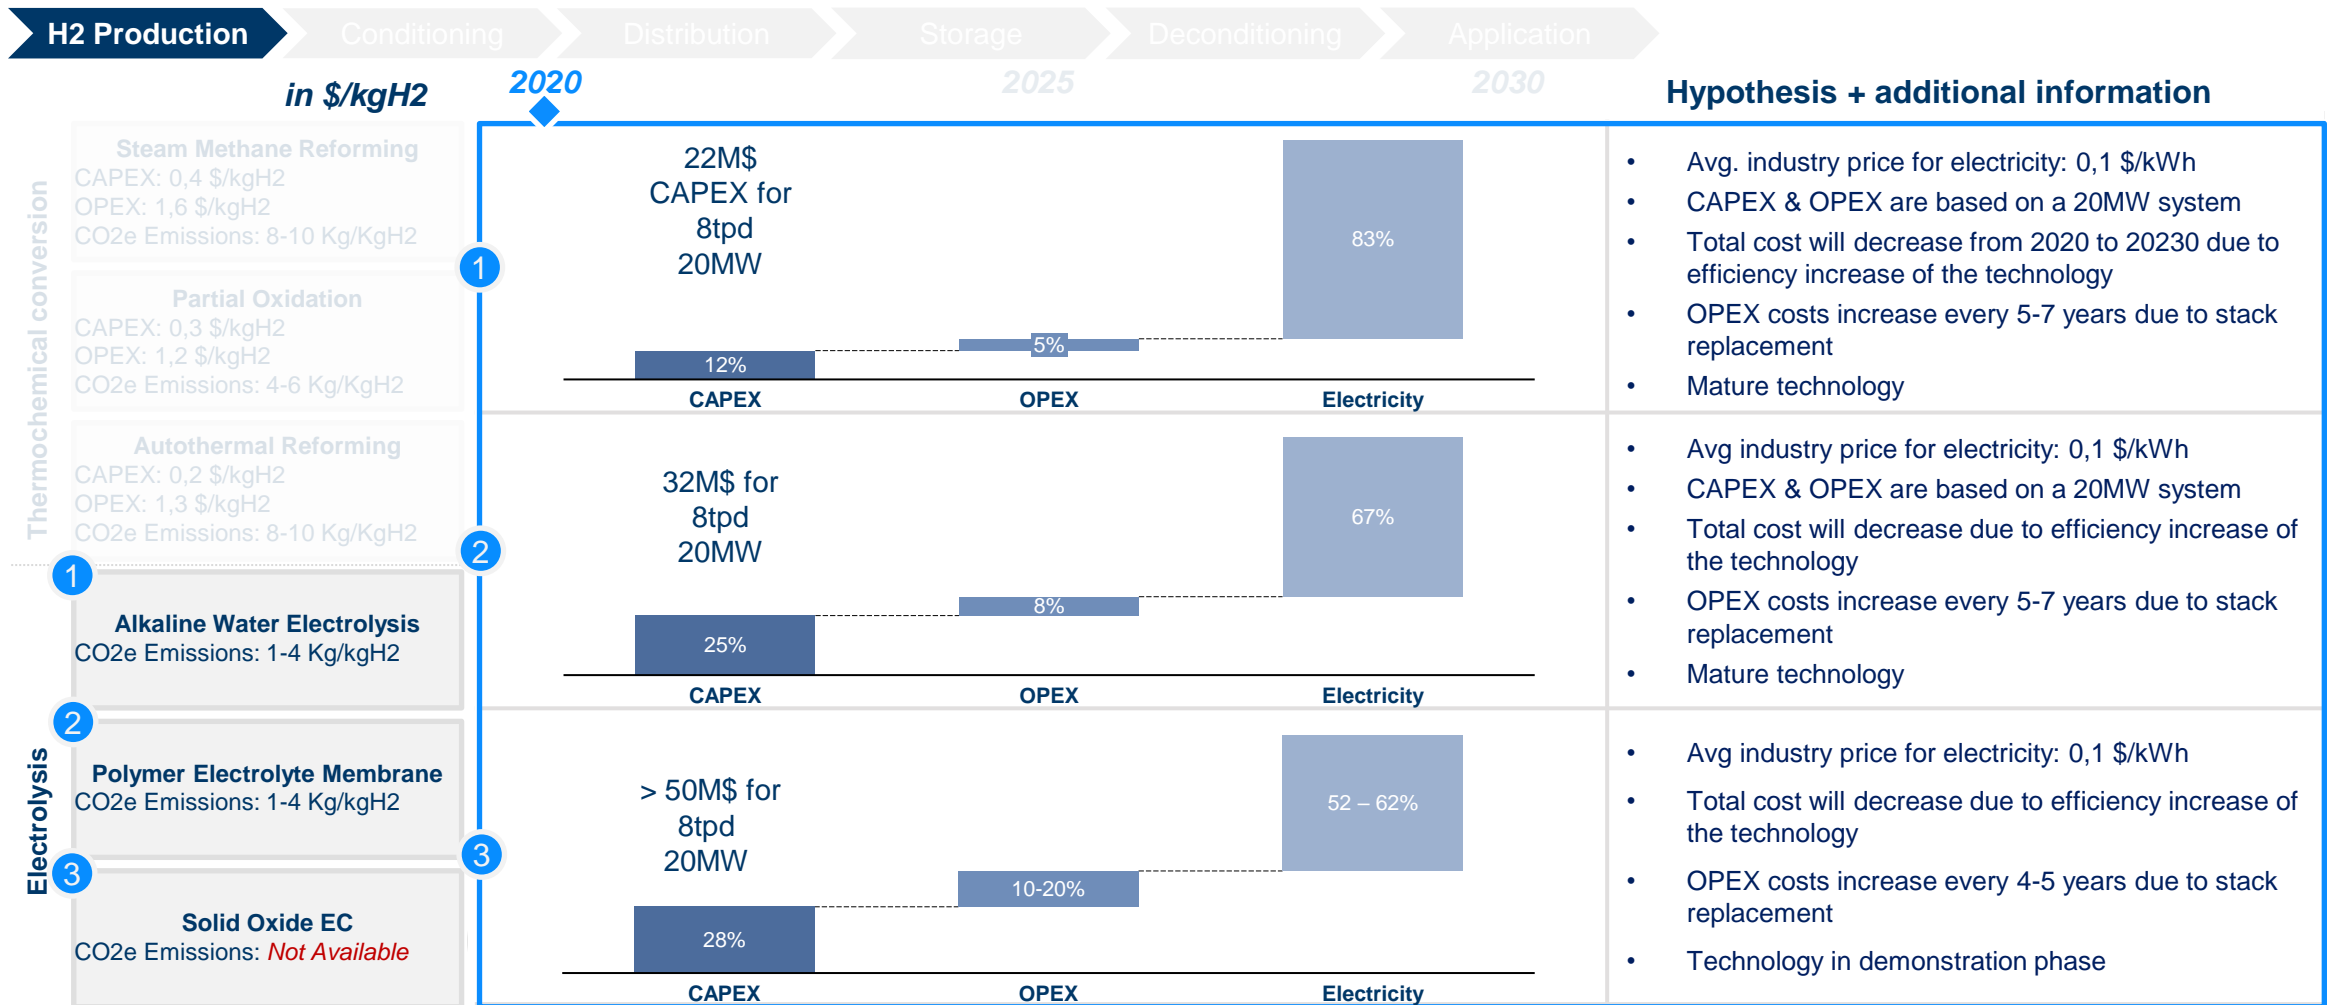 H2 Production
Conditioning
Distribution
Storage
Deconditioning
Application
in $/kgH2
2020
2025
2030
Hypothesis + additional information
Thermochemical conversion
Steam Methane Reforming
CAPEX: 0,4 $/kgH2
OPEX: 1,6 $/kgH2
CO2e Emissions: 8-10 Kg/KgH2
Partial Oxidation
CAPEX: 0,3 $/kgH2
OPEX: 1,2 $/kgH2
CO2e Emissions: 4-6 Kg/KgH2
Autothermal Reforming
CAPEX: 0,2 $/kgH2
OPEX: 1,3 $/kgH2
CO2e Emissions: 8-10 Kg/KgH2
Electrolysis
1
Alkaline Water Electrolysis
CO2e Emissions: 1-4 Kg/kgH2
2
Polymer Electrolyte Membrane
CO2e Emissions: 1-4 Kg/kgH2
3
Solid Oxide EC
CO2e Emissions: Not Available
1
22M$
CAPEX for
8tpd
20MW
12%
5%
83%
CAPEX
OPEX
Electricity
• Avg. industry price for electricity: 0,1 $/kWh
• CAPEX & OPEX are based on a 20MW system
• Total cost will decrease from 2020 to 20230 due to
efficiency increase of the technology
• OPEX costs increase every 5-7 years due to stack
replacement
• Mature technology
2
32M$ for
8tpd
20MW
25%
8%
67%
CAPEX
OPEX
Electricity
• Avg industry price for electricity: 0,1 $/kWh
• CAPEX & OPEX are based on a 20MW system
• Total cost will decrease due to efficiency increase of
the technology
• OPEX costs increase every 5-7 years due to stack
replacement
• Mature technology
3
> 50M$ for
8tpd
20MW
28%
10-20%
52 – 62%
CAPEX
OPEX
Electricity
• Avg industry price for electricity: 0,1 $/kWh
• Total cost will decrease due to efficiency increase of
the technology
• OPEX costs increase every 4-5 years due to stack
replacement
• Technology in demonstration phase